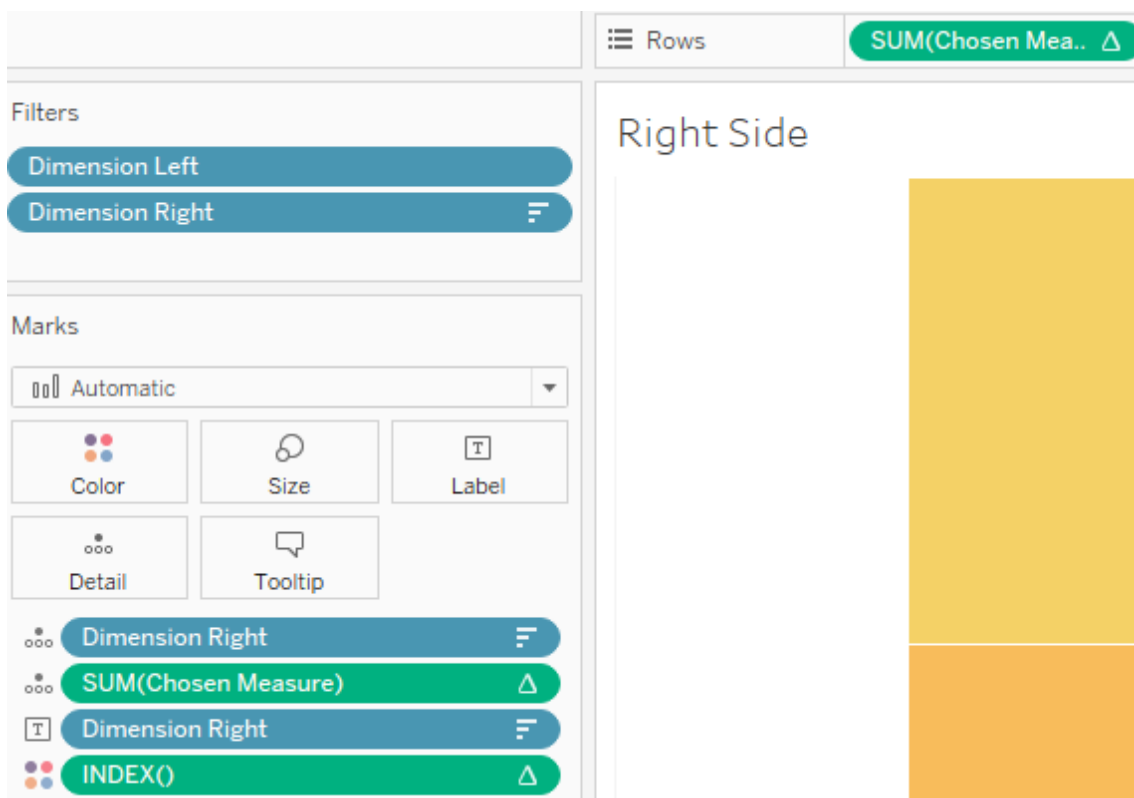 Rows
SUM(Chosen Mea..
Filters
Dimension Left
Dimension Right
Right Side
Marks
Automatic
Color
Size
Label
Detail
Tooltip
Dimension Right
SUM(Chosen Measure)
T
Dimension Right
INDEX()